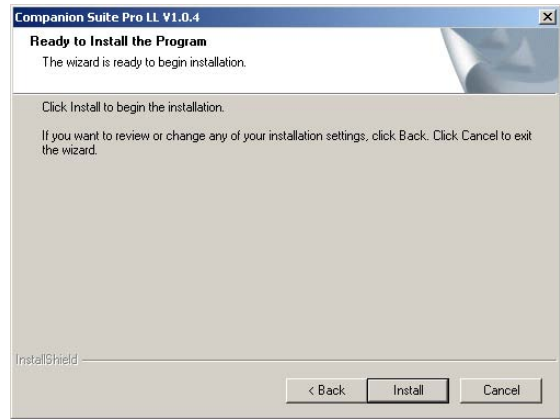 Companion Suite Pro LL V1.0.4
Ready to Install the Program
The wizard is ready to begin installation.
Click Install to begin the installation.
If you want to review or change any of your installation settings, click Back. Click Cancel to exit
the wizard.
InstallShield
< Back Install Cancel